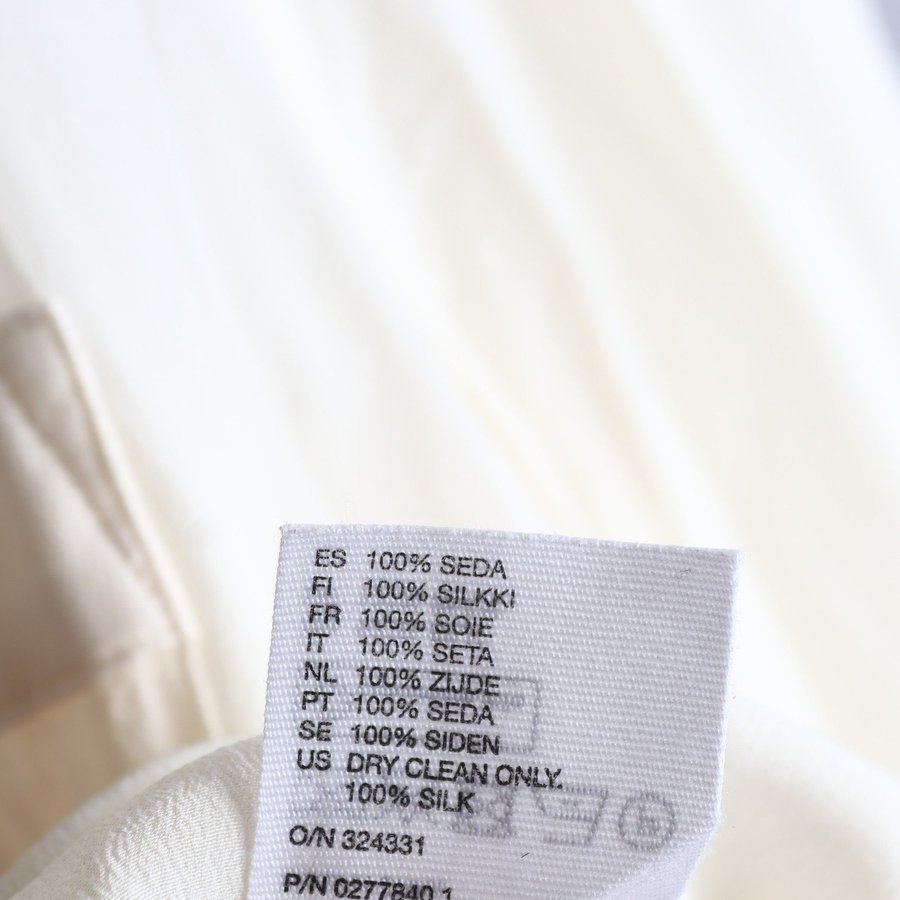 ES 100% SEDA
FI 100% SILKKI
FR 100% SOIE
IT 100% SETA
NL 100% ZIJDE
PT 100% SEDA
SE 100% SIDEN
US DRY CLEAN ONLY.
100% SILK
O/N 324331
P/N 0277840 1